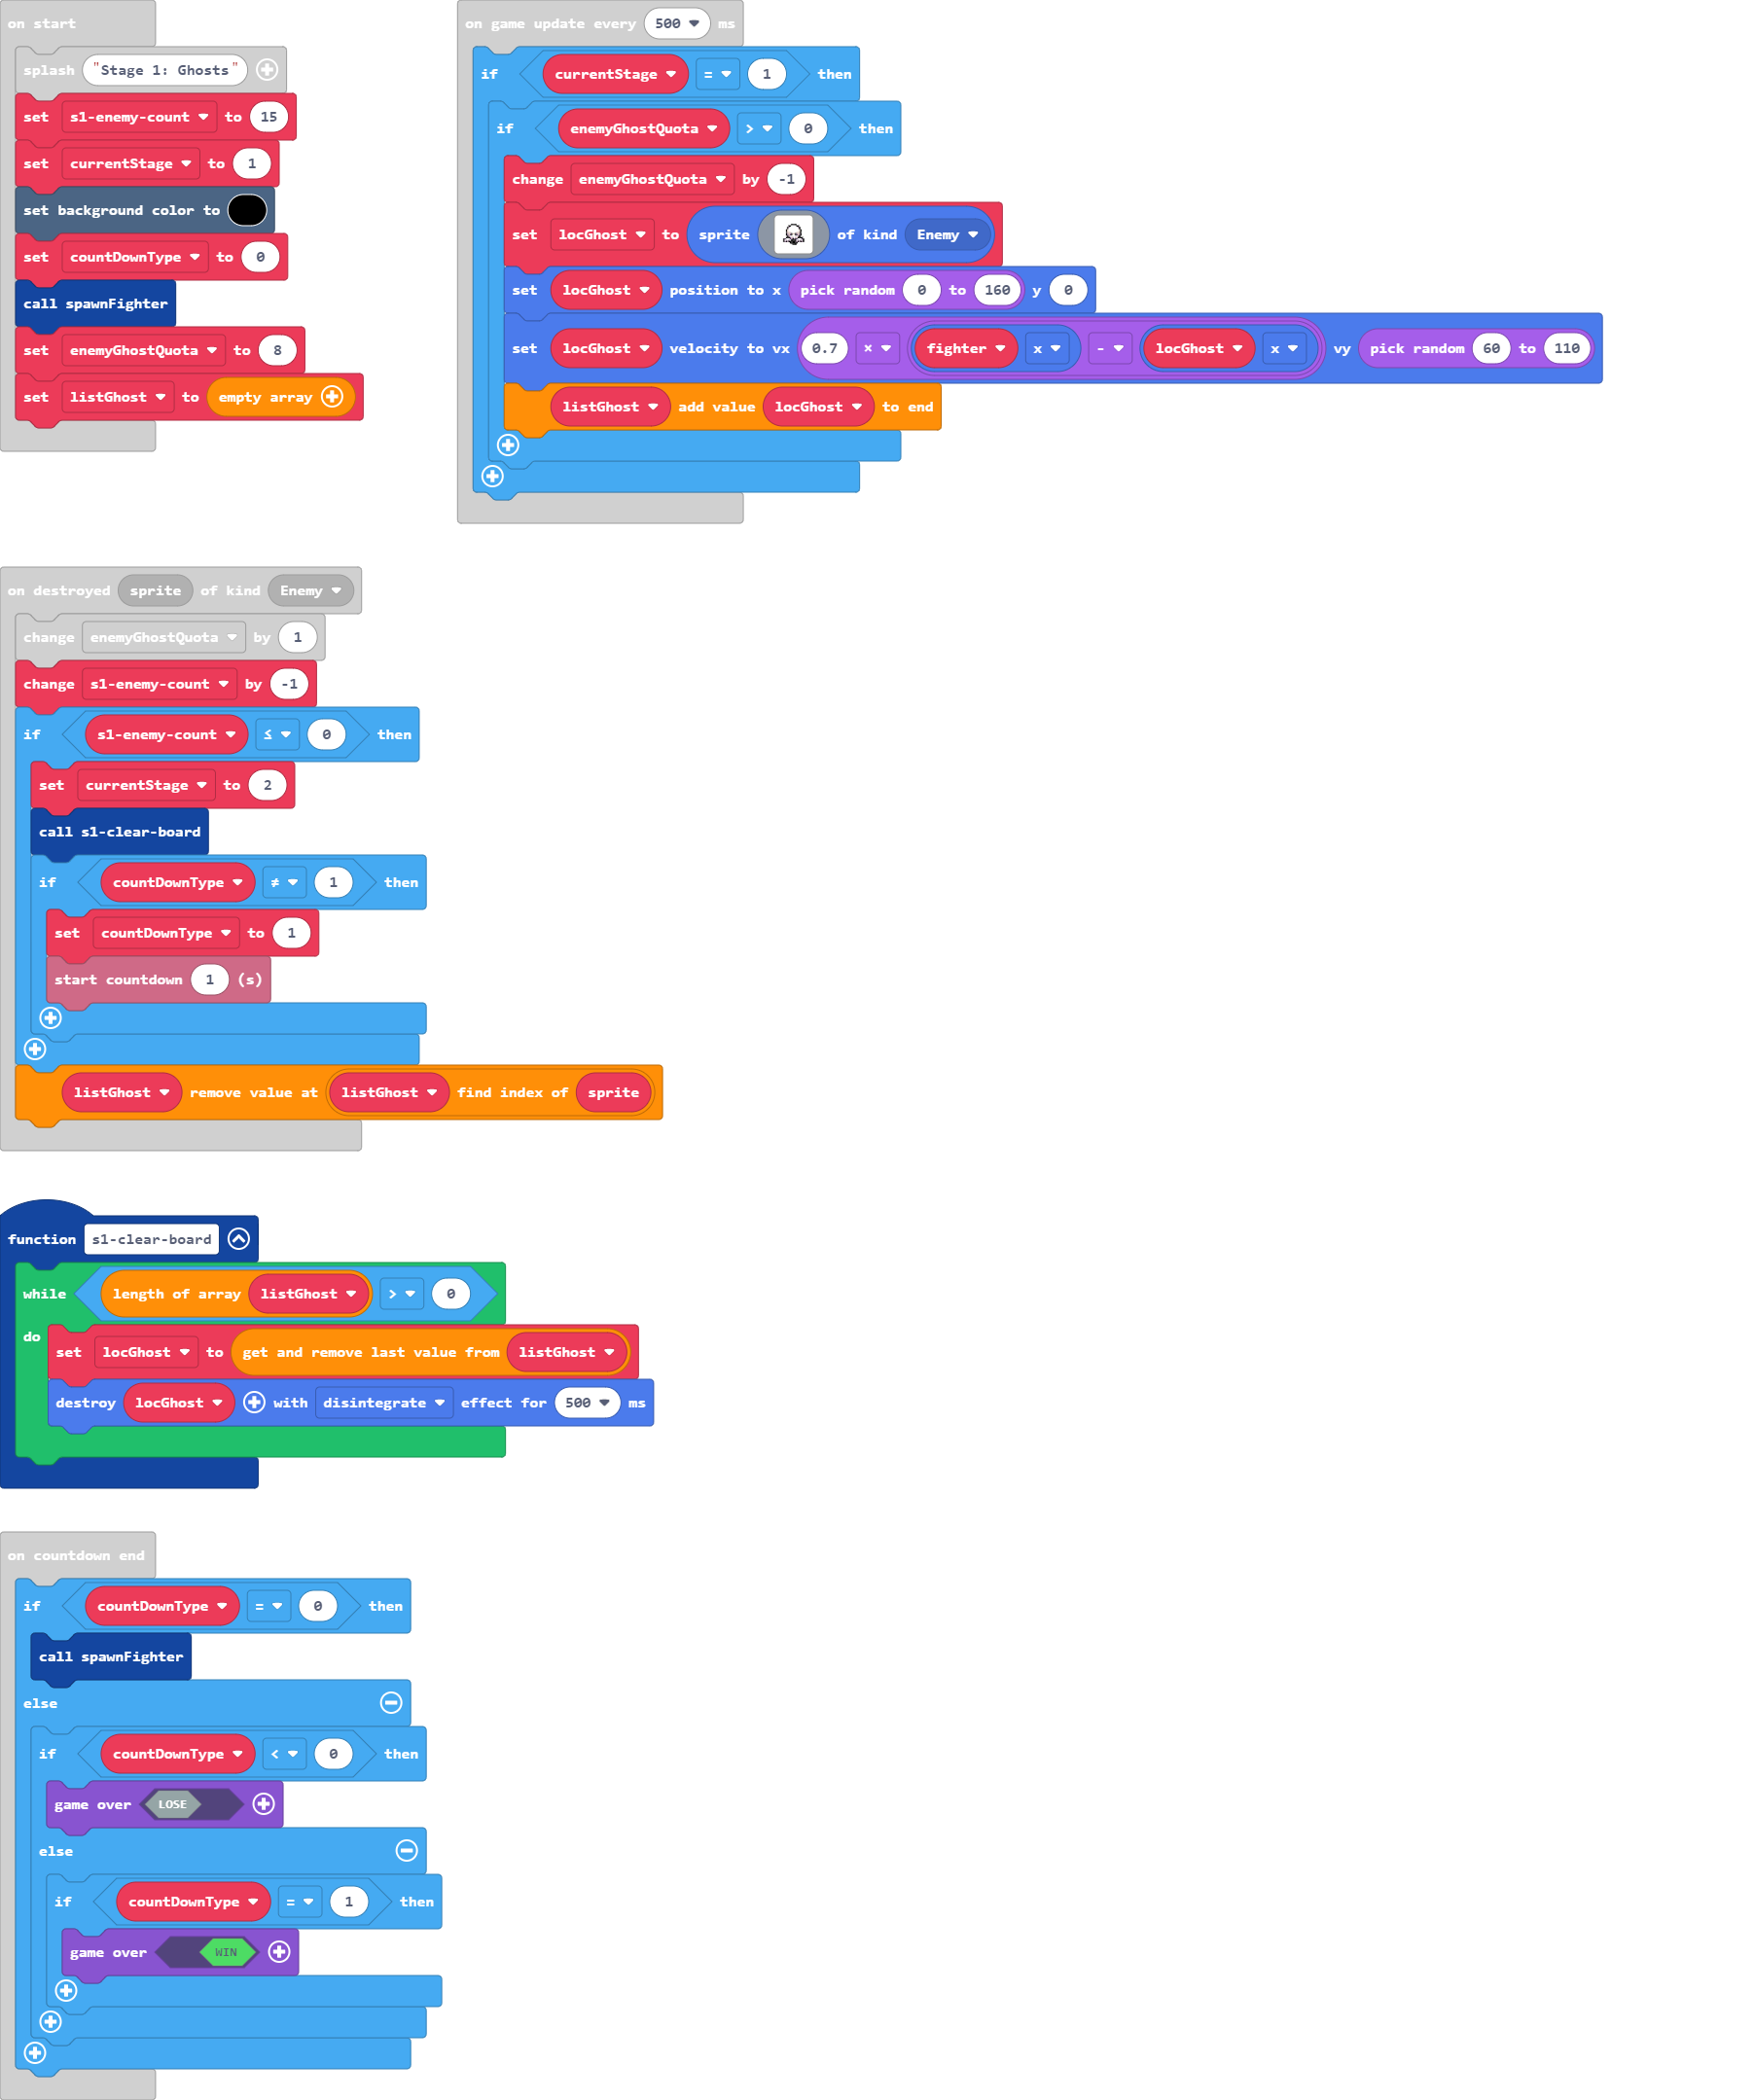 on start
splash "Stage 1: Ghosts"
set s1-enemy-count to 15
set currentStage to 1
set background color to
set countDownType to 0
call spawnFighter
set enemyGhostQuota to 8
set listGhost to empty array
on game update every 500 ms
if currentStage = 1 then
if enemyGhostQuota > 0 then
change enemyGhostQuota by -1
set locGhost to sprite of kind Enemy
set locGhost position to x pick random 0 to 160 y 0
set locGhost velocity to vx 0.7 × fighter x - locGhost x vy pick random 60 to 110
listGhost add value locGhost to end
on destroyed sprite of kind Enemy
change enemyGhostQuota by 1
change s1-enemy-count by -1
if s1-enemy-count ≤ 0 then
set currentStage to 2
call s1-clear-board
if countDownType ≠ 1 then
set countDownType to 1
start countdown 1 (s)
listGhost remove value at listGhost find index of sprite
function s1-clear-board
while length of array listGhost > 0
do
set locGhost to get and remove last value from listGhost
destroy locGhost with disintegrate effect for 500 ms
on countdown end
if countDownType = 0 then
call spawnFighter
else
if countDownType < 0 then
game over LOSE
else
if countDownType = 1 then
game over WIN